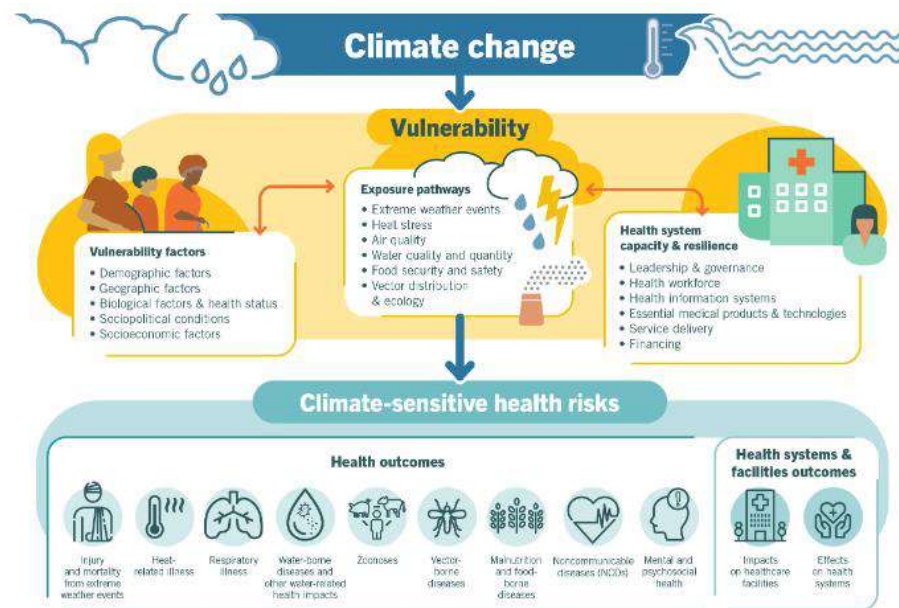 Climate change
Vulnerability
Vulnerability factors
• Demographic factors
• Geographic factors
• Biological factors & health status
• Sociopolitical conditions
• Socioeconomic factors
Exposure pathways
• Extreme weather events
• Heat stress
• Air quality
• Water quality and quantity
• Food security and safety
• Vector distribution
& ecology
Health system
capacity & resilience
• Leadership & governance
• Health workforce
• Health information systems
• Essential medical products & technologies
• Service delivery
• Financing
Climate-sensitive health risks
Health outcomes
Injury
and mortality
from extreme
weather events
Heat-
related illness
Respiratory
illness
Water-borne
diseases and
other water-related
health impacts
Zoonoses
Vector-
borne
diseases
Malnutrition
and food-
borne
diseases
Noncommunicable
diseases (NCDs)
Mental and
psychosocial
health
Health systems &
facilities outcomes
Impacts
on healthcare
facilities
Effects
on health
systems